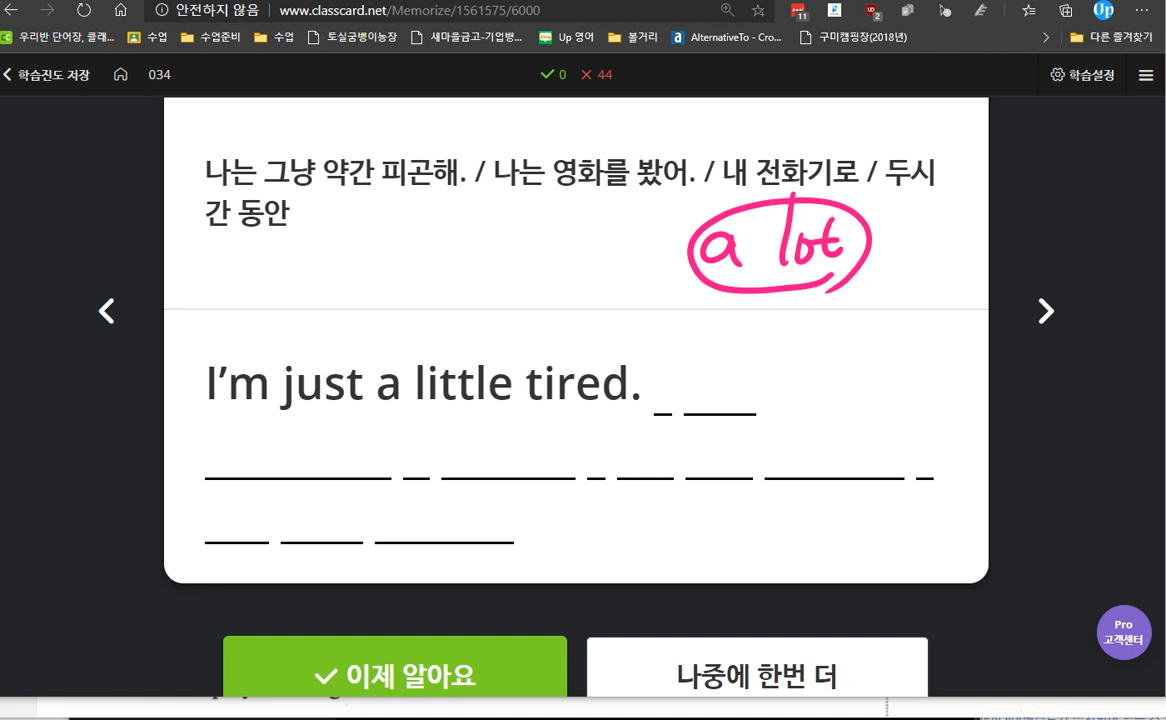 안전하지 않음 www.classcard.net/Memorize/1561575/6000
우리반 단어장, 클래... 수업 수업준비 수업 토실굼벵이농장 새마을금고-기업뱅... Up 영어 볼거리 AlternativeTo - Cro... 구미캠핑장(2018년) 다른 즐겨찾기
학습진도 저장 034 0 44 학습설정
나는 그냥 약간 피곤해. / 나는 영화를 봤어. / 내 전화기로 / 두시
간 동안
a lot
I’m just a little tired. _ ____
Pro
고객센터
이제 알아요 나중에 한번 더